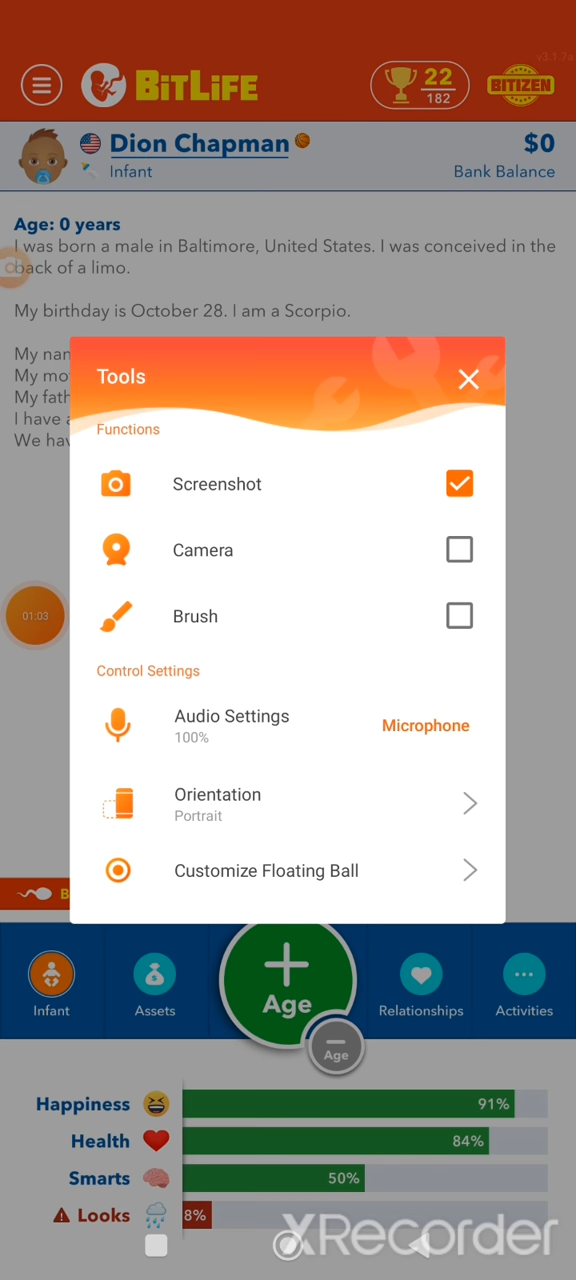 v3.1.7a
BITLIFE
22
182
BITIZEN
Dion Chapman
$0
Infant
Bank Balance
Age: 0 years
I was born a male in Baltimore, United States. I was conceived in the
back of a limo.
My birthday is October 28. I am a Scorpio.
My nam
My mo
My fath
I have a
We hav
Tools
Functions
Screenshot
Camera
Brush
01:03
Control Settings
Audio Settings
100%
Microphone
Orientation
Portrait
Customize Floating Ball
B
Infant
Assets
Age
Relationships
Activities
Age
Happiness
91%
Health
84%
Smarts
50%
Looks
8%
XRecorder